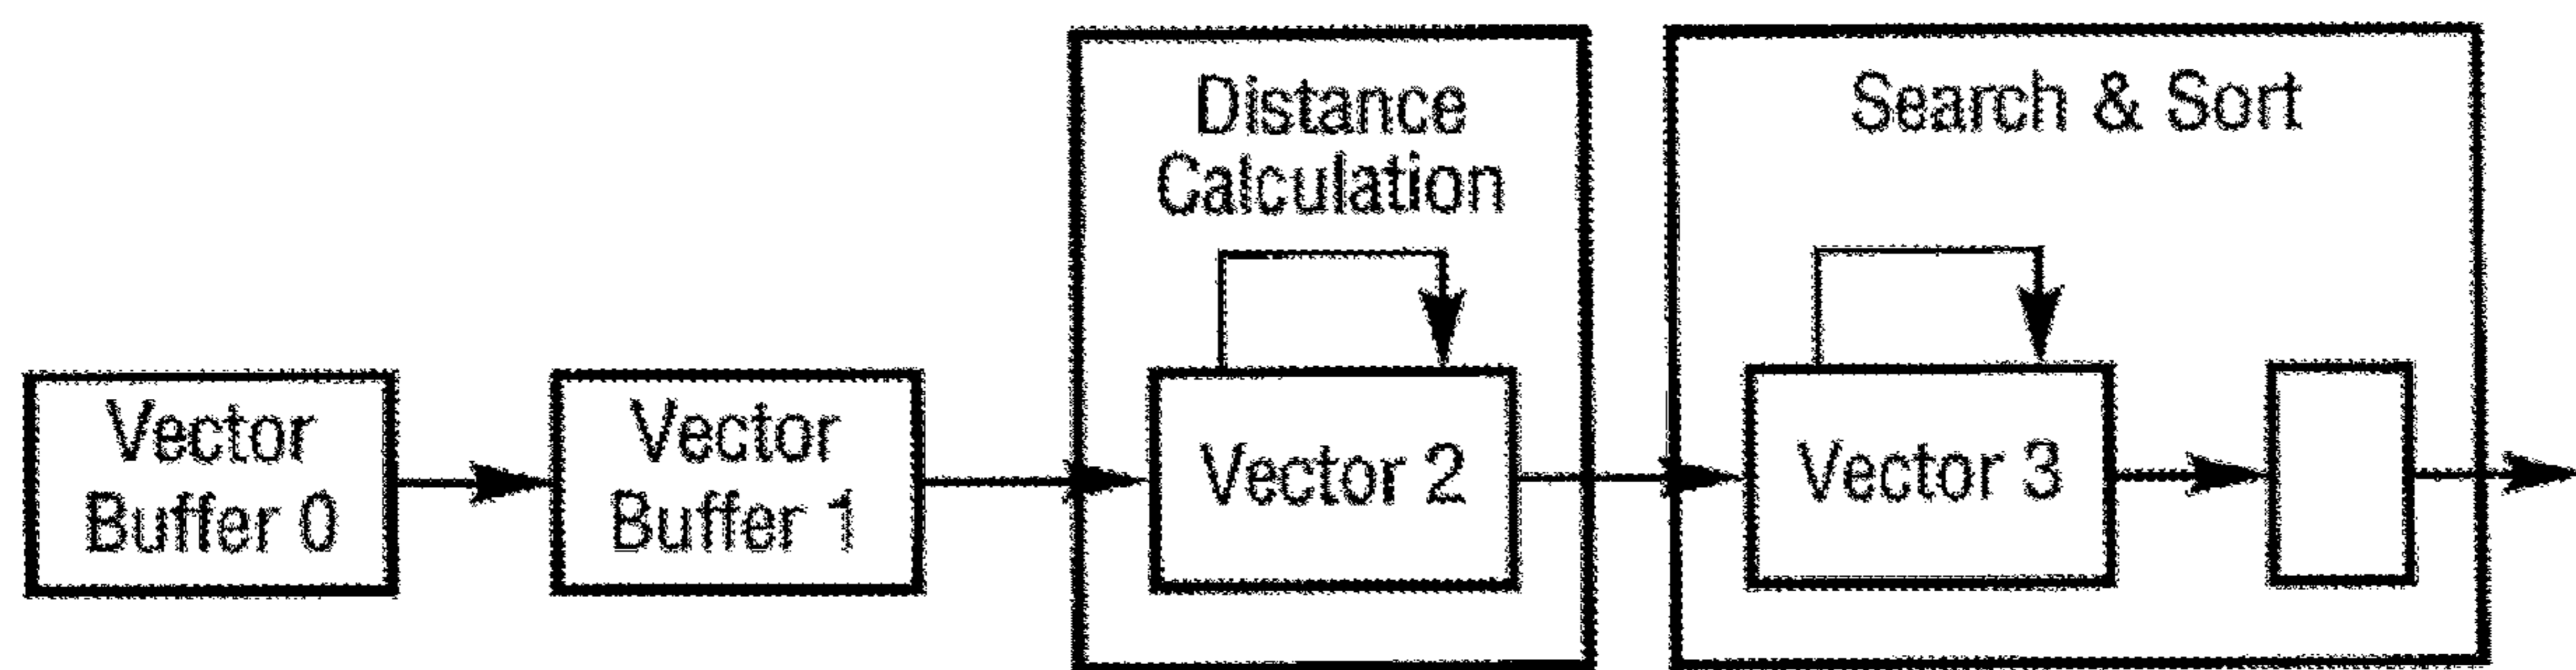 Vector
Buffer 0
Vector
Buffer 1
Distance
Calculation
Vector 2
Search & Sort
Vector 3